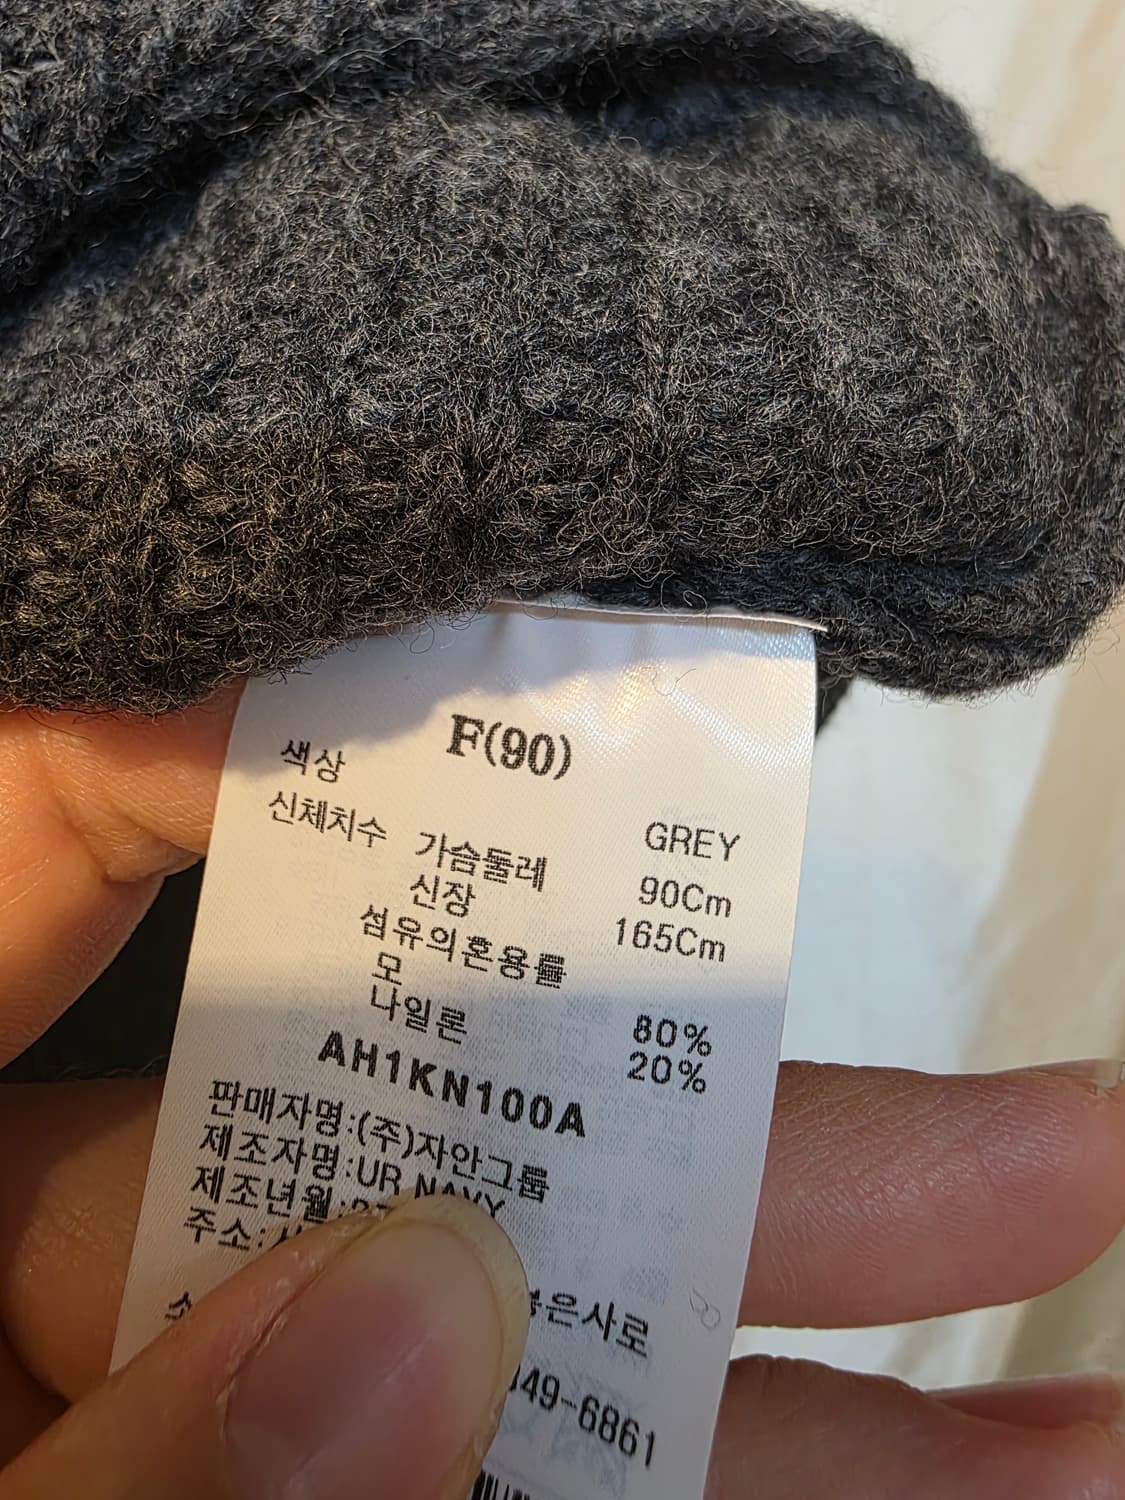 F(90)
색상 GREY
신체치수 가슴둘레 90Cm
신장 165Cm
섬유의혼용률
모 80%
나일론 20%
AH1KN100A
판매자명:(주)자안그룹
제조자명:UR NAVY
제조년월:
주소:
은사로
49-6861